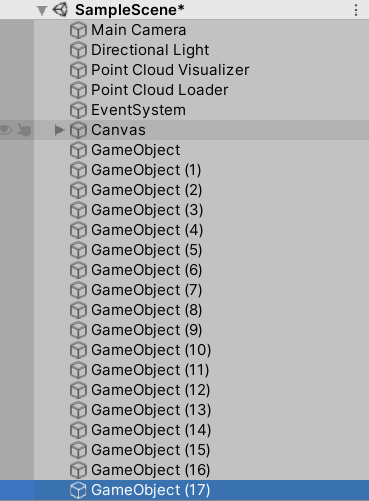 SampleScene*
Main Camera
Directional Light
Point Cloud Visualizer
Point Cloud Loader
EventSystem
Canvas
GameObject
GameObject (1)
GameObject (2)
GameObject (3)
GameObject (4)
GameObject (5)
GameObject (6)
GameObject (7)
GameObject (8)
GameObject (9)
GameObject (10)
GameObject (11)
GameObject (12)
GameObject (13)
GameObject (14)
GameObject (15)
GameObject (16)
GameObject (17)